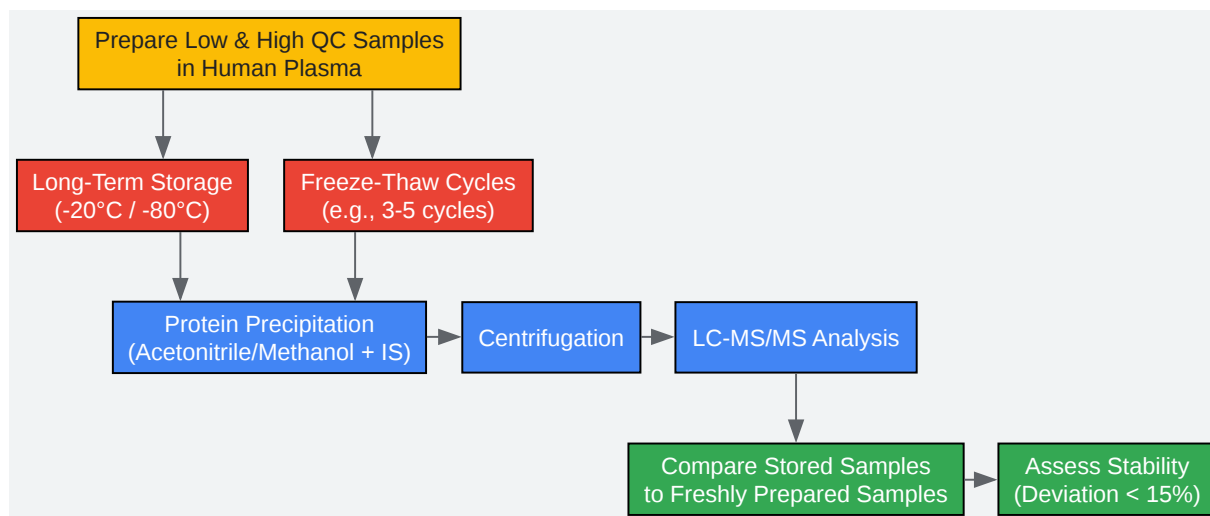 Prepare Low & High QC Samples
in Human Plasma
Long-Term Storage
(-20°C / -80°C)
Freeze-Thaw Cycles
(e.g., 3-5 cycles)
Protein Precipitation
(Acetonitrile/Methanol + IS)
Centrifugation
LC-MS/MS Analysis
Compare Stored Samples
to Freshly Prepared Samples
Assess Stability
(Deviation < 15%)